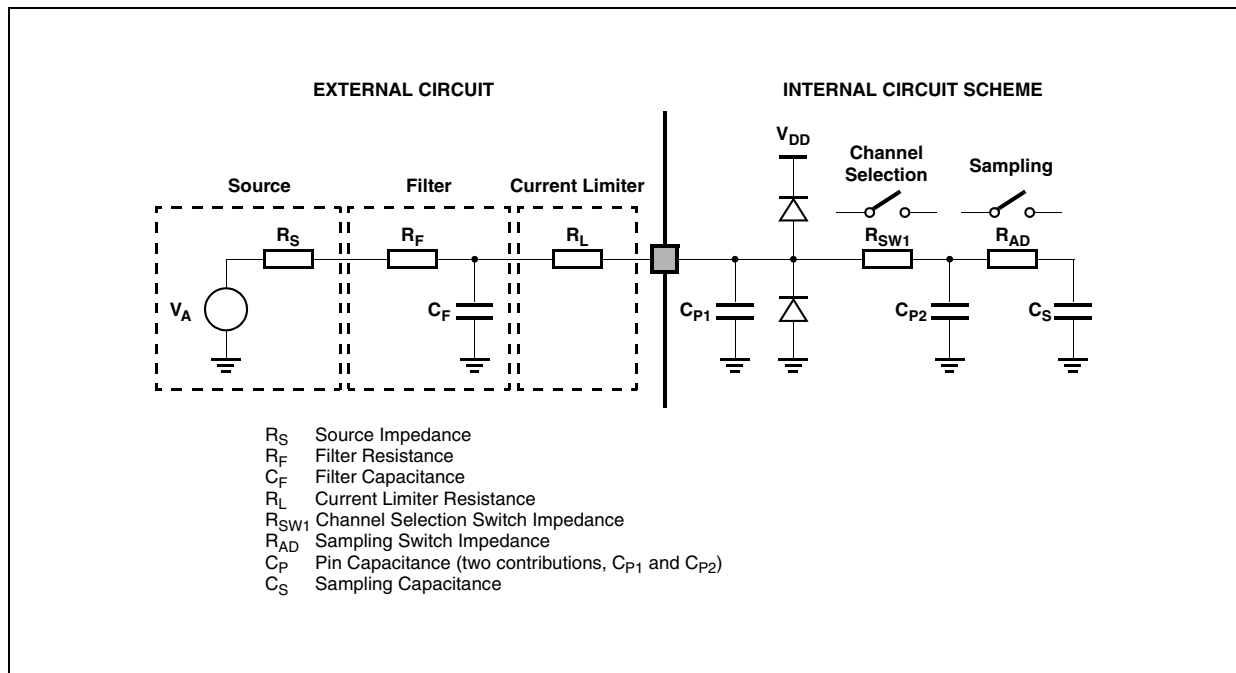 EXTERNAL CIRCUIT
INTERNAL CIRCUIT SCHEME
VDD
Channel
Selection
Sampling
Source
Filter
Current Limiter
RS
RF
RL
RSW1
RAD
VA
CF
CP1
CP2
CS
RS Source Impedance
RF Filter Resistance
CF Filter Capacitance
RL Current Limiter Resistance
RSW1 Channel Selection Switch Impedance
RAD Sampling Switch Impedance
CP Pin Capacitance (two contributions, CP1 and CP2)
CS Sampling Capacitance